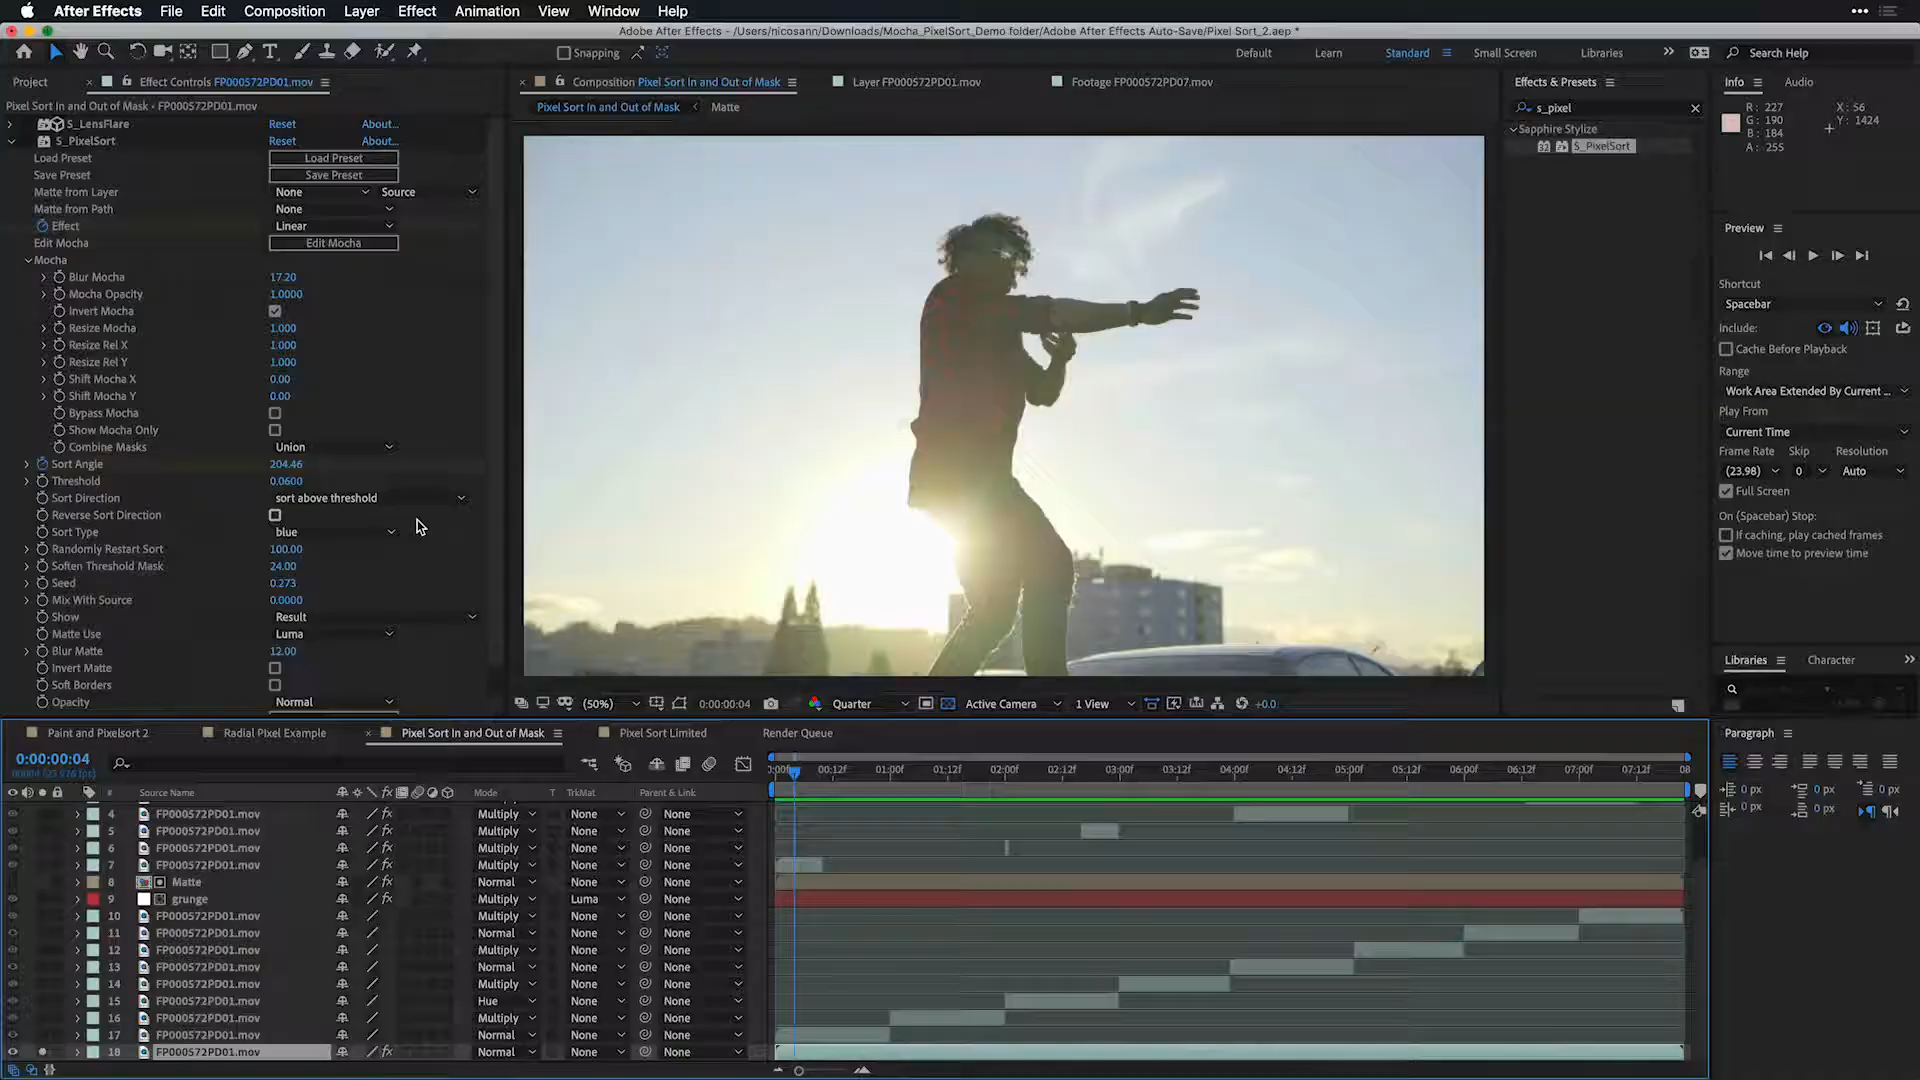 After Effects File Edit Composition Layer Effect Animation View Window Help
Adobe After Effects - /Users/nicosann/Downloads/Mocha_PixelSort_Demo folder/Adobe After Effects Auto-Save/Pixel Sort_2.aep *
Snapping Default Learn Standard Small Screen Libraries Search Help
Project Effect Controls FP000572PD01.mov Composition Pixel Sort In and Out of Mask Layer FP000572PD01.mov Footage FP000572PD07.mov Effects & Presets Info Audio
Pixel Sort In and Out of Mask • FP000572PD01.mov Pixel Sort In and Out of Mask Matte s_pixel
R: 227 X: 56
G: 190 Y: 1424
B: 184
A: 255
Sapphire Stylize
S_PixelSort
S_LensFlare Reset About...
S_PixelSort Reset About...
Load Preset Load Preset
Save Preset Save Preset
Matte from Layer None Source
Matte from Path None
Effect Linear
Edit Mocha Edit Mocha
Mocha
Blur Mocha 17.20
Mocha Opacity 1.0000
Invert Mocha
Resize Mocha 1.000
Resize Rel X 1.000
Resize Rel Y 1.000
Shift Mocha X 0.00
Shift Mocha Y 0.00
Bypass Mocha
Show Mocha Only
Combine Masks Union
Sort Angle 204.46
Threshold 0.0600
Sort Direction sort above threshold
Reverse Sort Direction
Sort Type blue
Randomly Restart Sort 100.00
Soften Threshold Mask 24.00
Seed 0.273
Mix With Source 0.0000
Show Result
Matte Use Luma
Blur Matte 12.00
Invert Matte
Soft Borders
Opacity Normal
Preview
Shortcut
Spacebar
Include:
Cache Before Playback
Range
Work Area Extended By Current ...
Play From
Current Time
Frame Rate Skip Resolution
(23.98) 0 Auto
Full Screen
On (Spacebar) Stop:
If caching, play cached frames
Move time to preview time
Libraries Character
(50%) 0:00:00:04 Quarter Active Camera 1 View +0.0
Paint and Pixelsort 2 Radial Pixel Example Pixel Sort In and Out of Mask Pixel Sort Limited Render Queue
Paragraph
0 px 0 px 0 px
0 px 0 px
0:00:00:04
00004 (23.976 fps)
0:00f 00:12f 01:00f 01:12f 02:00f 02:12f 03:00f 03:12f 04:00f 04:12f 05:00f 05:12f 06:00f 06:12f 07:00f 07:12f 08
# Source Name Mode T TrkMat Parent & Link
4 FP000572PD01.mov Multiply None None
5 FP000572PD01.mov Multiply None None
6 FP000572PD01.mov Multiply None None
7 FP000572PD01.mov Multiply None None
8 Matte Normal None None
9 grunge Multiply Luma None
10 FP000572PD01.mov Multiply None None
11 FP000572PD01.mov Normal None None
12 FP000572PD01.mov Multiply None None
13 FP000572PD01.mov Normal None None
14 FP000572PD01.mov Multiply None None
15 FP000572PD01.mov Hue None None
16 FP000572PD01.mov Multiply None None
17 FP000572PD01.mov Normal None None
18 FP000572PD01.mov Normal None None